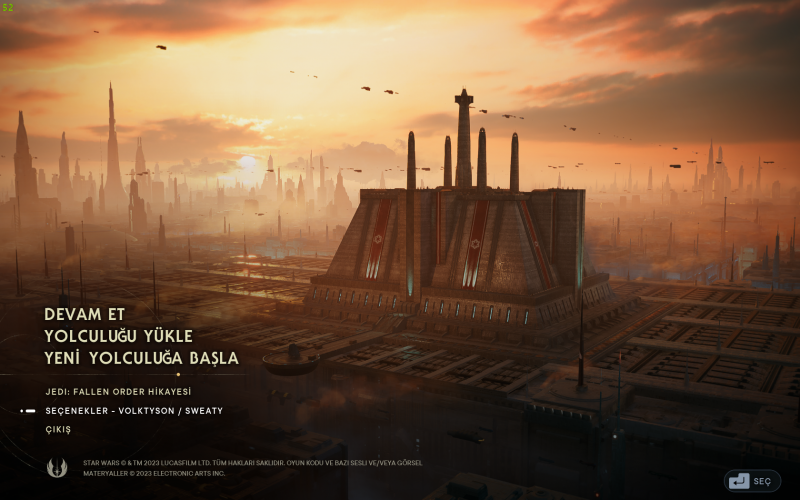 52
DEVAM ET
YOLCULUĞU YÜKLE
YENİ YOLCULUĞA BAŞLA
JEDI: FALLEN ORDER HİKAYESİ
SEÇENEKLER - VOLKTYSON / SWEATY
ÇIKIŞ
STAR WARS © & TM 2023 LUCASFILM LTD. TÜM HAKLARI SAKLIDIR. OYUN KODU VE BAZI SESLİ VE/VEYA GÖRSEL
MATERYALLER © 2023 ELECTRONIC ARTS INC.
SEÇ